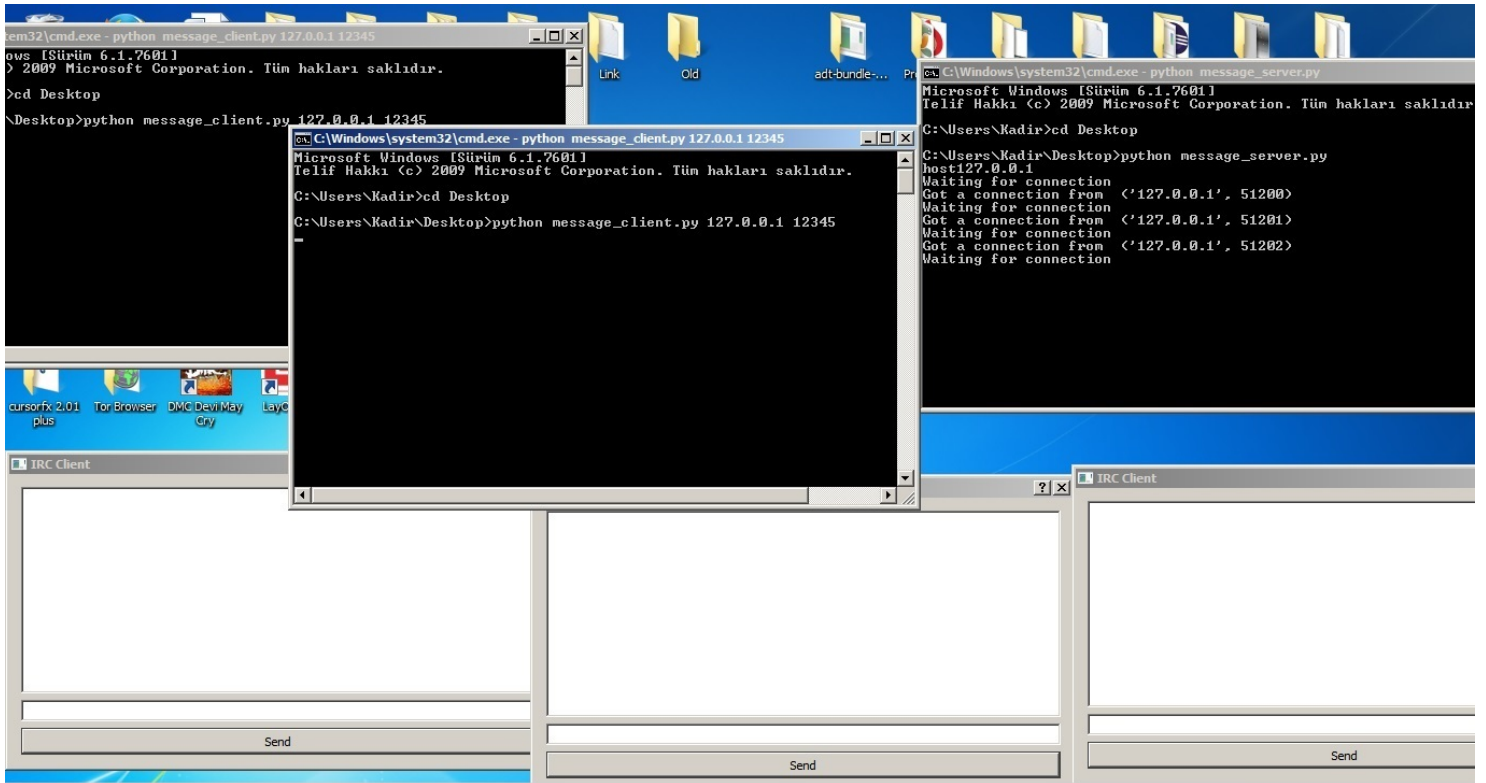 tem32\cmd.exe - python message_client.py 127.0.0.1 12345
ows [Sürüm 6.1.7601]
) 2009 Microsoft Corporation. Tüm hakları saklıdır.
>cd Desktop
\Desktop>python message_client.py 127.0.0.1 12345
Link
Old
adt-bundle-...
Pr
C:\Windows\system32\cmd.exe - python message_server.py
Microsoft Windows [Sürüm 6.1.7601]
Telif Hakkı (c) 2009 Microsoft Corporation. Tüm hakları saklıdır
C:\Users\Kadir>cd Desktop
C:\Users\Kadir\Desktop>python message_server.py
host127.0.0.1
Waiting for connection
Got a connection from ('127.0.0.1', 51200)
Waiting for connection
Got a connection from ('127.0.0.1', 51201)
Waiting for connection
Got a connection from ('127.0.0.1', 51202)
Waiting for connection
C:\Windows\system32\cmd.exe - python message_client.py 127.0.0.1 12345
Microsoft Windows [Sürüm 6.1.7601]
Telif Hakkı (c) 2009 Microsoft Corporation. Tüm hakları saklıdır.
C:\Users\Kadir>cd Desktop
C:\Users\Kadir\Desktop>python message_client.py 127.0.0.1 12345
cursorfx 2.01
plus
Tor Browser
DMC Devi May
Cry
Layo
IRC Client
Send
Send
IRC Client
Send